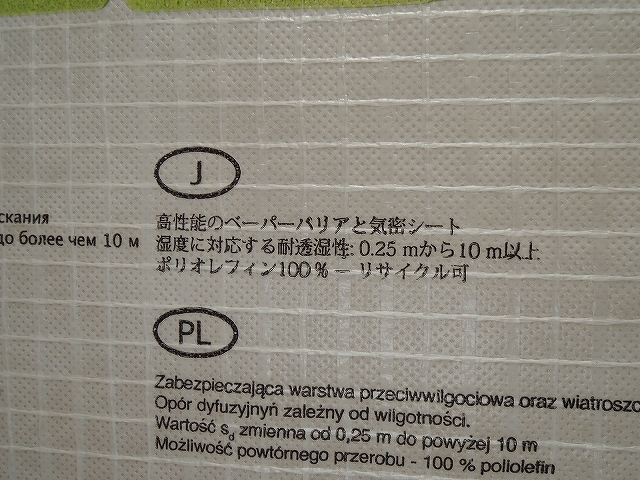 скания
до более чем 10 м
J
高性能のベーパーバリアと気密シート
湿度に対応する耐透湿性: 0.25 mから10 m以上
ポリオレフィン100% ー リサイクル可
PL
Zabezpieczająca warstwa przeciwwilgociowa oraz
Opór dyfuzyjnyń zależny od wilgotności.
Wartość sd zmienna od 0,25 m do powyżej 10 m
Możliwość powtórnego przerobu - 100 % poliolefin